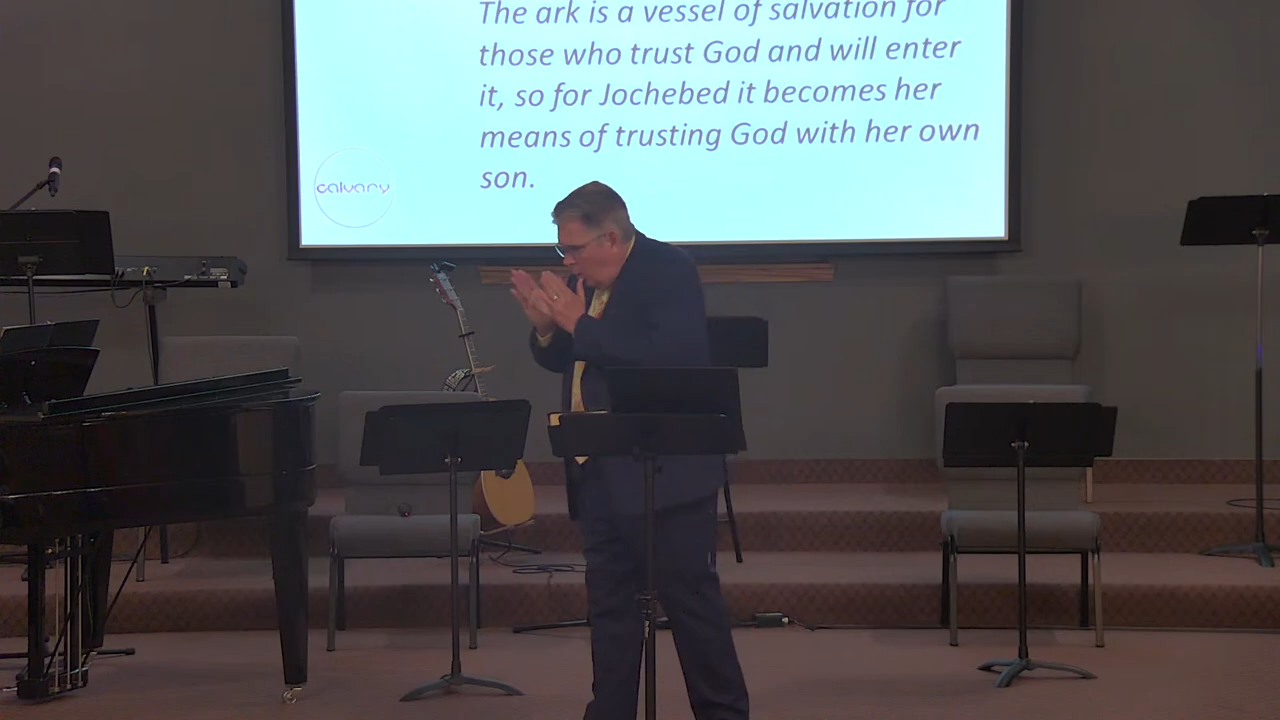 The ark is a vessel of salvation for
those who trust God and will enter
it, so for Jochebed it becomes her
means of trusting God with her own
son.
calvary